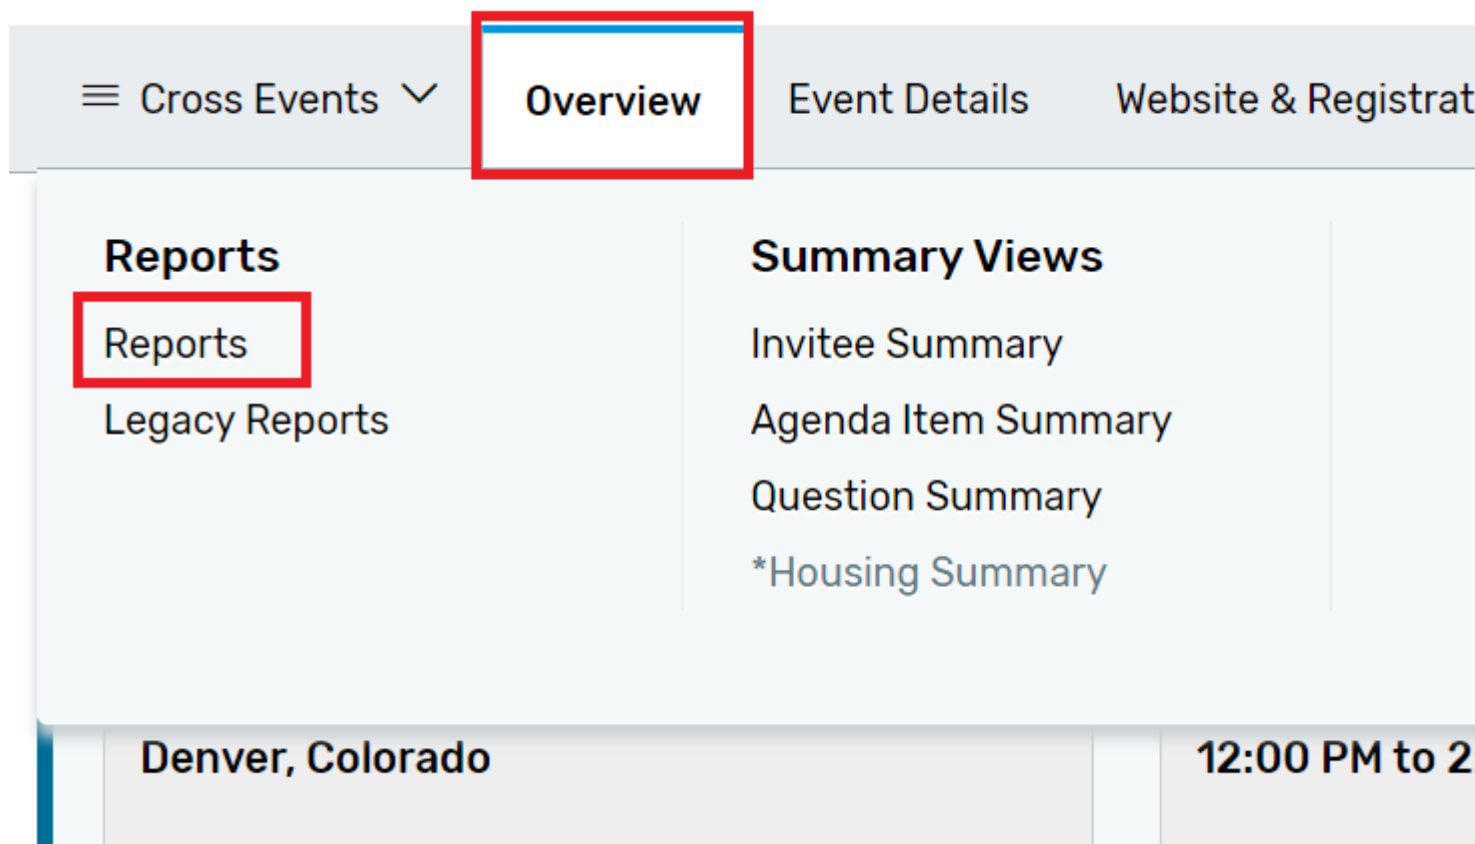 Cross Events Overview Event Details Website & Registrat
Reports Summary Views
Reports Invitee Summary
Legacy Reports Agenda Item Summary
Question Summary
*Housing Summary
Denver, Colorado 12:00 PM to 2: